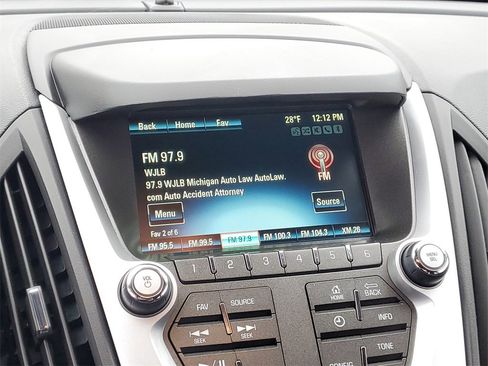 Back Home Fav 28°F 12:12 PM
FM 97.9
WJLB
97.9 WJLB Michigan Auto Law AutoLaw.
com Auto Accident Attorney
FM
Menu Source
Fav 2 of 6
FM 95.5 FM 99.5 FM 97.9 FM 100.3 FM 104.3 XM 26
1 2 3 4 5 6
VOL
MENU
SEL
FAV SOURCE
HOME BACK
SEEK SEEK
INFO
TONE
CONFIG